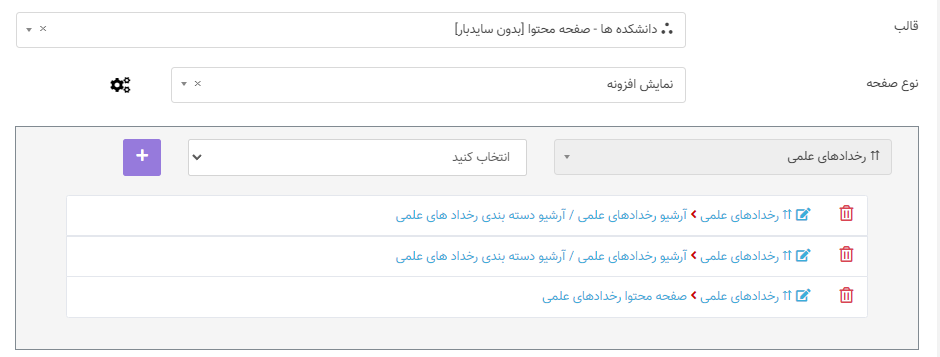 قالب
دانشکده ها - صفحه محتوا [بدون سایدبار] ×
نوع صفحه
نمایش افزونه ×
رخدادهای علمی
انتخاب کنید
+
رخدادهای علمی › آرشیو رخدادهای علمی / آرشیو دسته بندی رخداد های علمی
رخدادهای علمی › آرشیو رخدادهای علمی / آرشیو دسته بندی رخداد های علمی
رخدادهای علمی › صفحه محتوا رخدادهای علمی